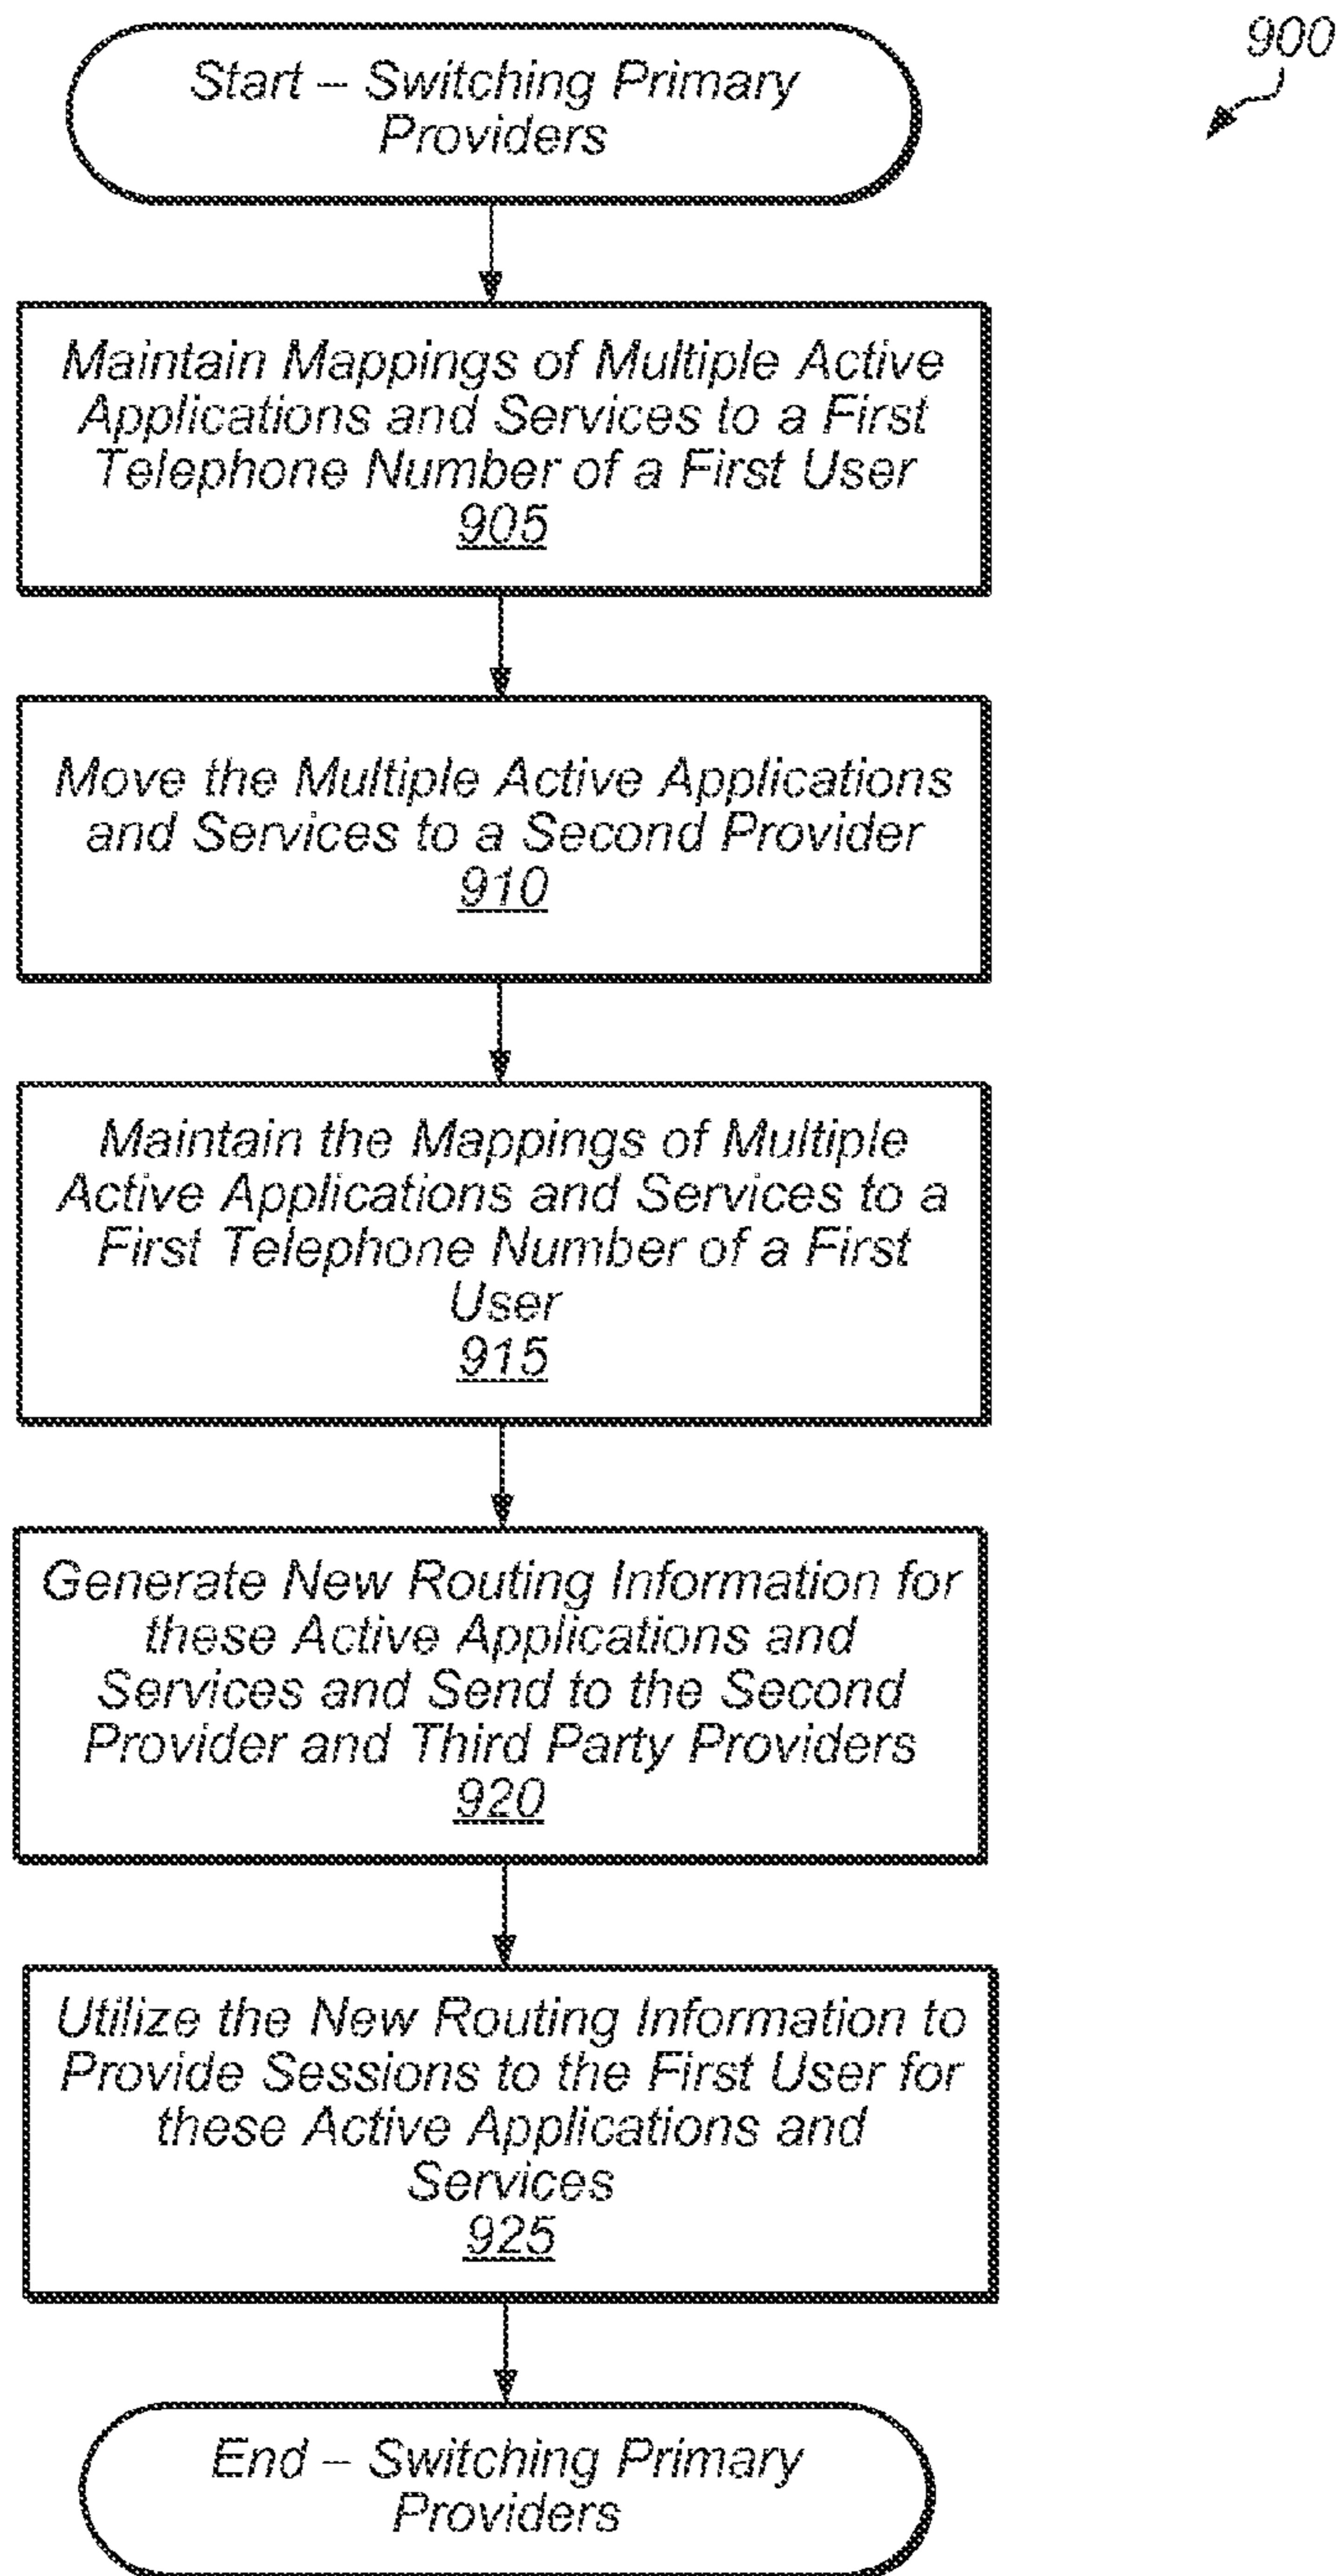 900
Start – Switching Primary
Providers
Maintain Mappings of Multiple Active
Applications and Services to a First
Telephone Number of a First User
905
Move the Multiple Active Applications
and Services to a Second Provider
910
Maintain the Mappings of Multiple
Active Applications and Services to a
First Telephone Number of a First
User
915
Generate New Routing Information for
these Active Applications and
Services and Send to the Second
Provider and Third Party Providers
920
Utilize the New Routing Information to
Provide Sessions to the First User for
these Active Applications and
Services
925
End – Switching Primary
Providers